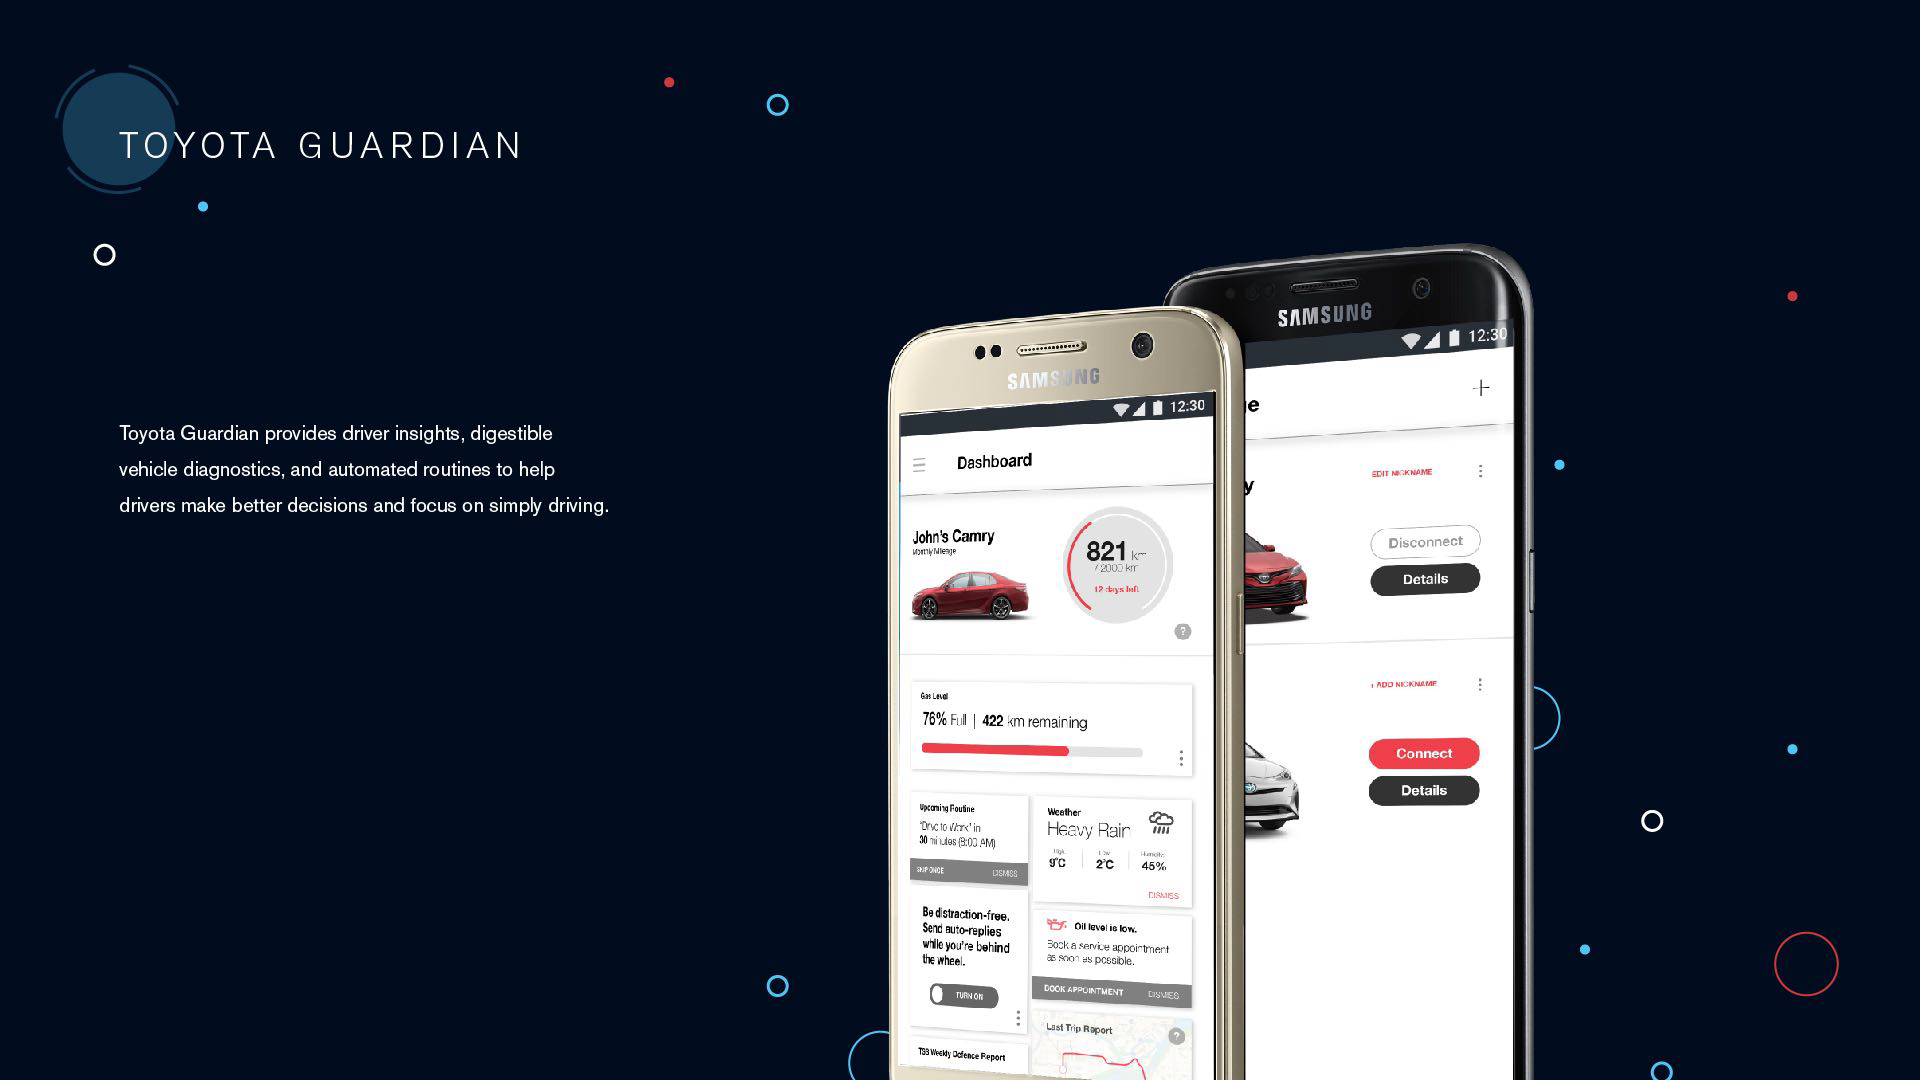 TOYOTA GUARDIAN
Toyota Guardian provides driver insights, digestible
vehicle diagnostics, and automated routines to help
drivers make better decisions and focus on simply driving.
SAMSUNG
12:30
Dashboard
John's Camry
Monthly Mileage
821 km
/ 2000 km
12 days left
?
Gas Level
76% Full | 422 km remaining
Upcoming Routine
"Drive to Work" in
30 minutes (8:00 AM)
SKIP ONCE DISMISS
Weather
Heavy Rain
High: Low: Humidity:
9°C 2°C 45%
DISMISS
Be distraction-free.
Send auto-replies
while you're behind
the wheel.
TURN ON
Oil level is low.
Book a service appointment
as soon as possible.
BOOK APPOINTMENT DISMISS
Last Trip Report
?
TSS Weekly Defence Report
SAMSUNG
12:30
ge
+
y
EDIT NICKNAME
Disconnect
Details
+ ADD NICKNAME
Connect
Details